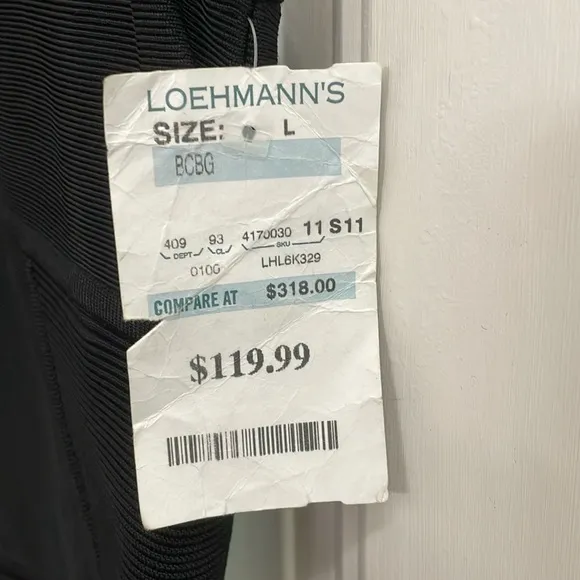 LOEHMANN'S
SIZE: L
BCBG
409 93 4170030 11 S11
DEPT CL SKU
0100 LHL6K329
COMPARE AT $318.00
$119.99